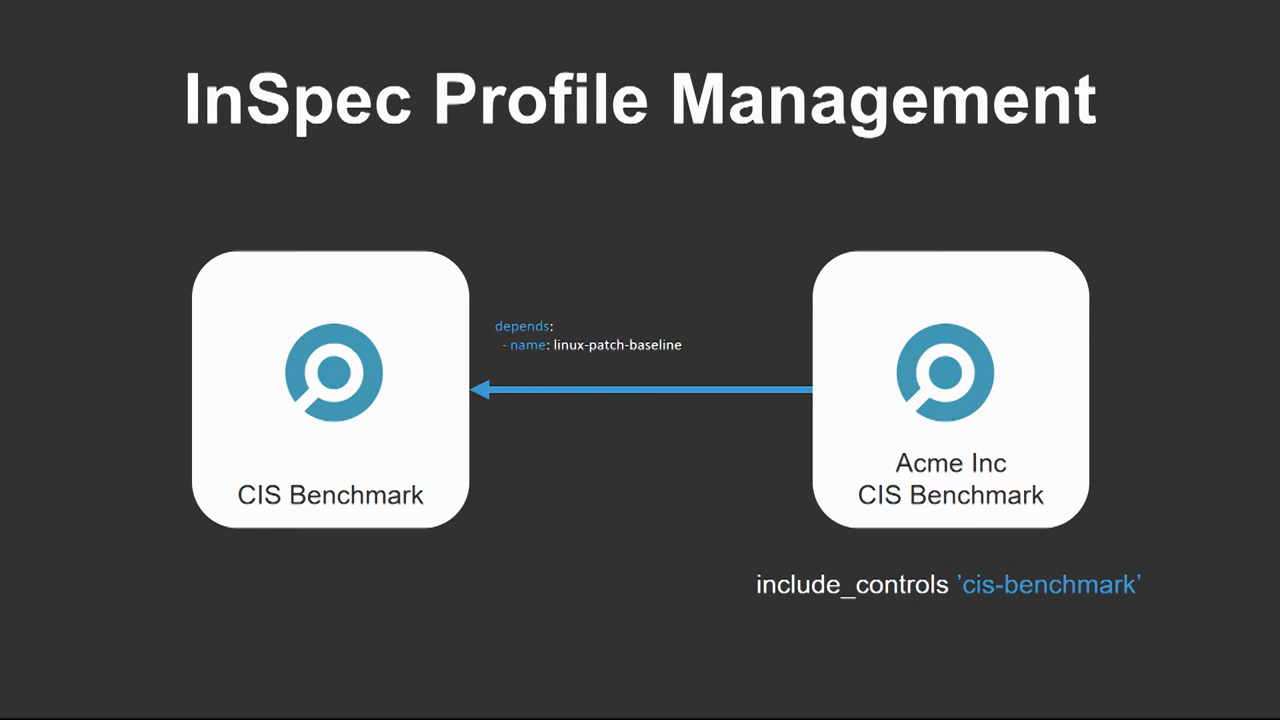 InSpec Profile Management
depends:
- name: linux-patch-baseline
CIS Benchmark
Acme Inc
CIS Benchmark
include_controls ’cis-benchmark’